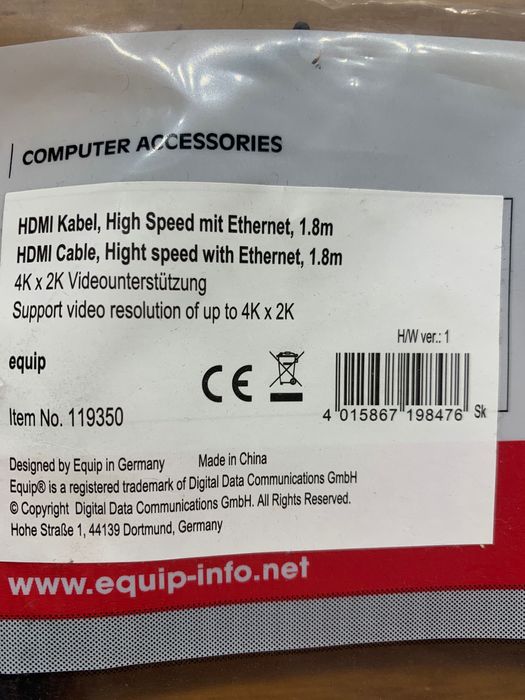 COMPUTER ACCESSORIES
HDMI Kabel, High Speed mit Ethernet, 1.8m
HDMI Cable, Hight speed with Ethernet, 1.8m
4K x 2K Videounterstützung
Support video resolution of up to 4K x 2K
H/W ver.: 1
equip
CE
Item No. 119350
4 015867 198476 Sk
Designed by Equip in Germany Made in China
Equip® is a registered trademark of Digital Data Communications GmbH
© Copyright Digital Data Communications GmbH. All Rights Reserved.
Hohe Straße 1, 44139 Dortmund, Germany
www.equip-info.net